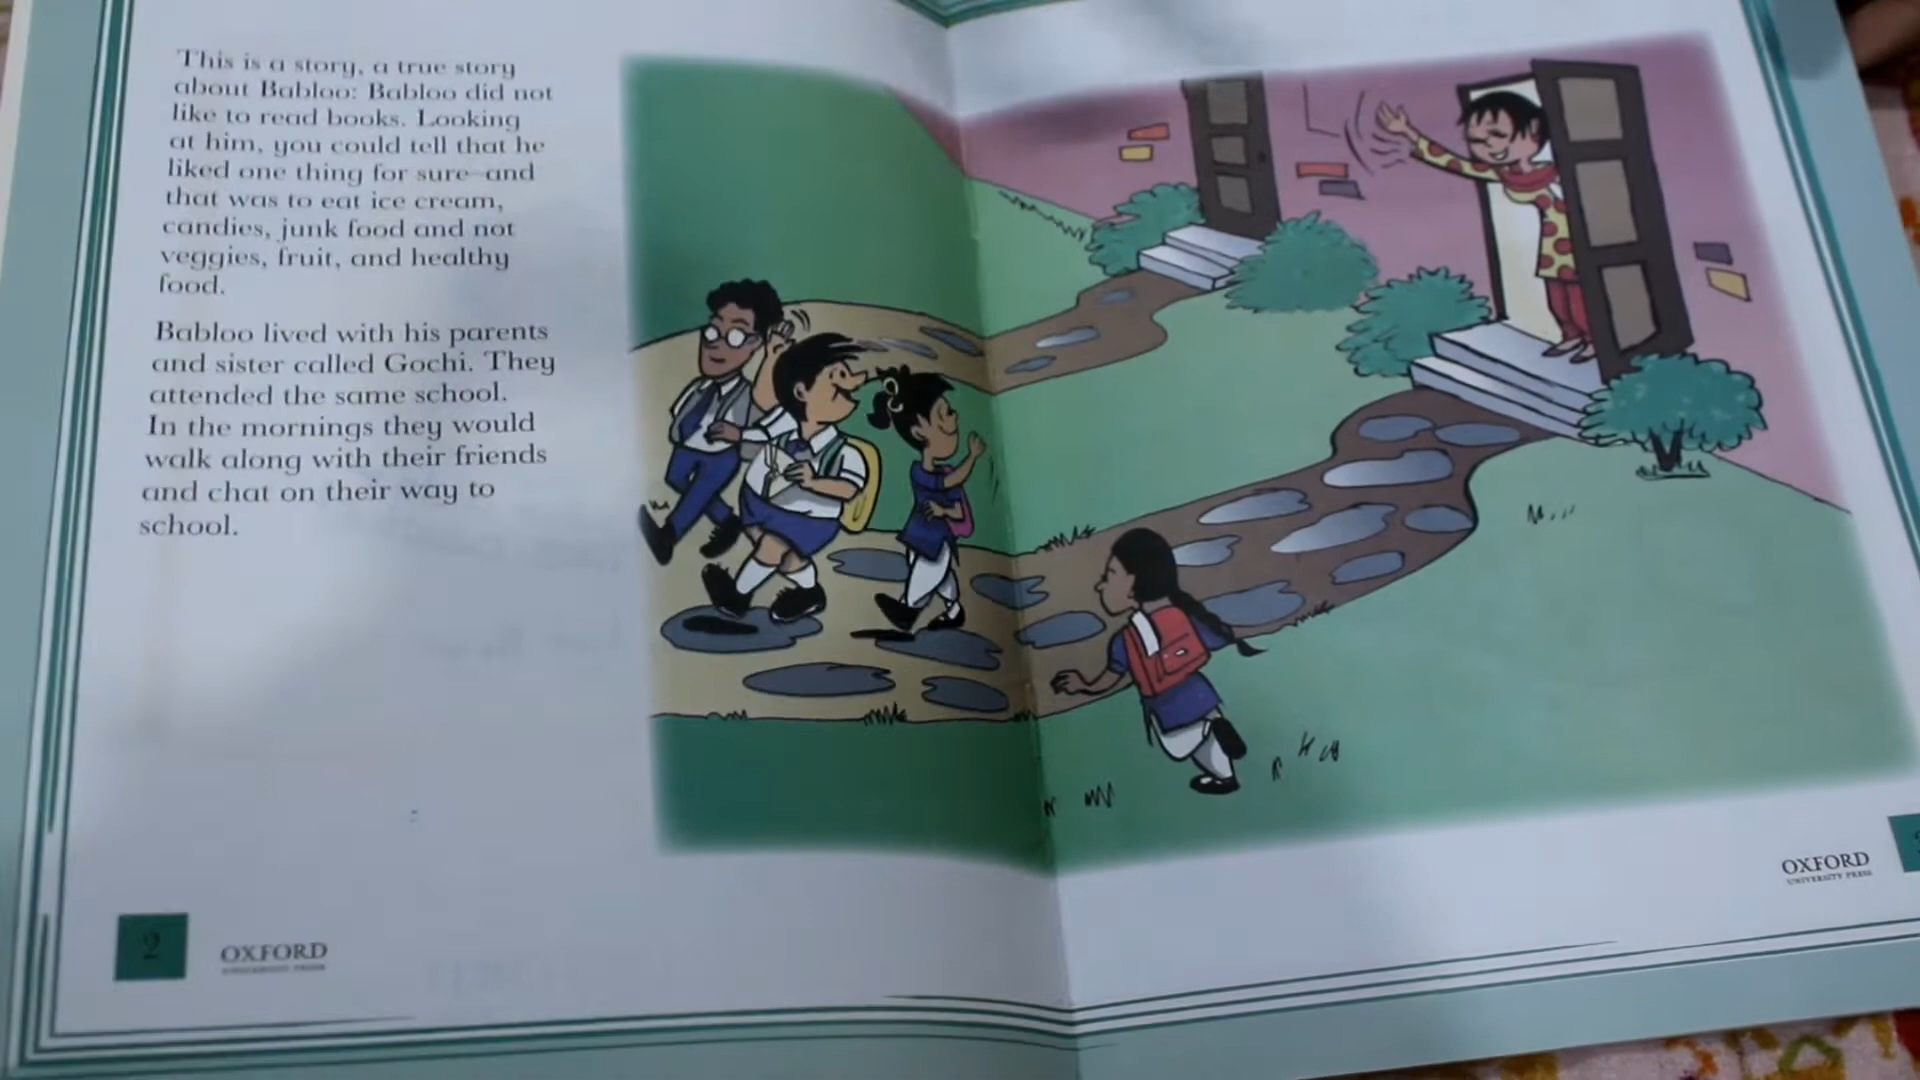 This is a story, a true story
about Babloo: Babloo did not
like to read books. Looking
at him, you could tell that he
liked one thing for sure—and
that was to eat ice cream,
candies, junk food and not
veggies, fruit, and healthy
food.
Babloo lived with his parents
and sister called Gochi. They
attended the same school.
In the mornings they would
walk along with their friends
and chat on their way to
school.
2
OXFORD
UNIVERSITY PRESS
OXFORD
UNIVERSITY PRESS